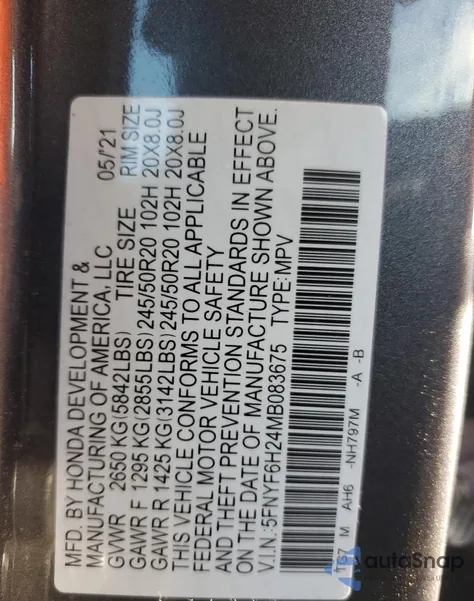 MFD. BY HONDA DEVELOPMENT &
MANUFACTURING OF AMERICA, LLC 05/'21
GVWR 2650 KG(5842LBS) TIRE SIZE RIM SIZE
GAWR F 1295 KG(2855LBS)245/50R20 102H 20X8.0J
GAWR R 1425 KG(3142LBS)245/50R20 102H 20X8.0J
THIS VEHICLE CONFORMS TO ALL APPLICABLE
FEDERAL MOTOR VEHICLE SAFETY
AND THEFT PREVENTION STANDARDS IN EFFECT
ON THE DATE OF MANUFACTURE SHOWN ABOVE.
V.I.N.:5FNYF6H24MB083675 TYPE:MPV
TG7 M AH6 -NH797M -A -B
autoSnap